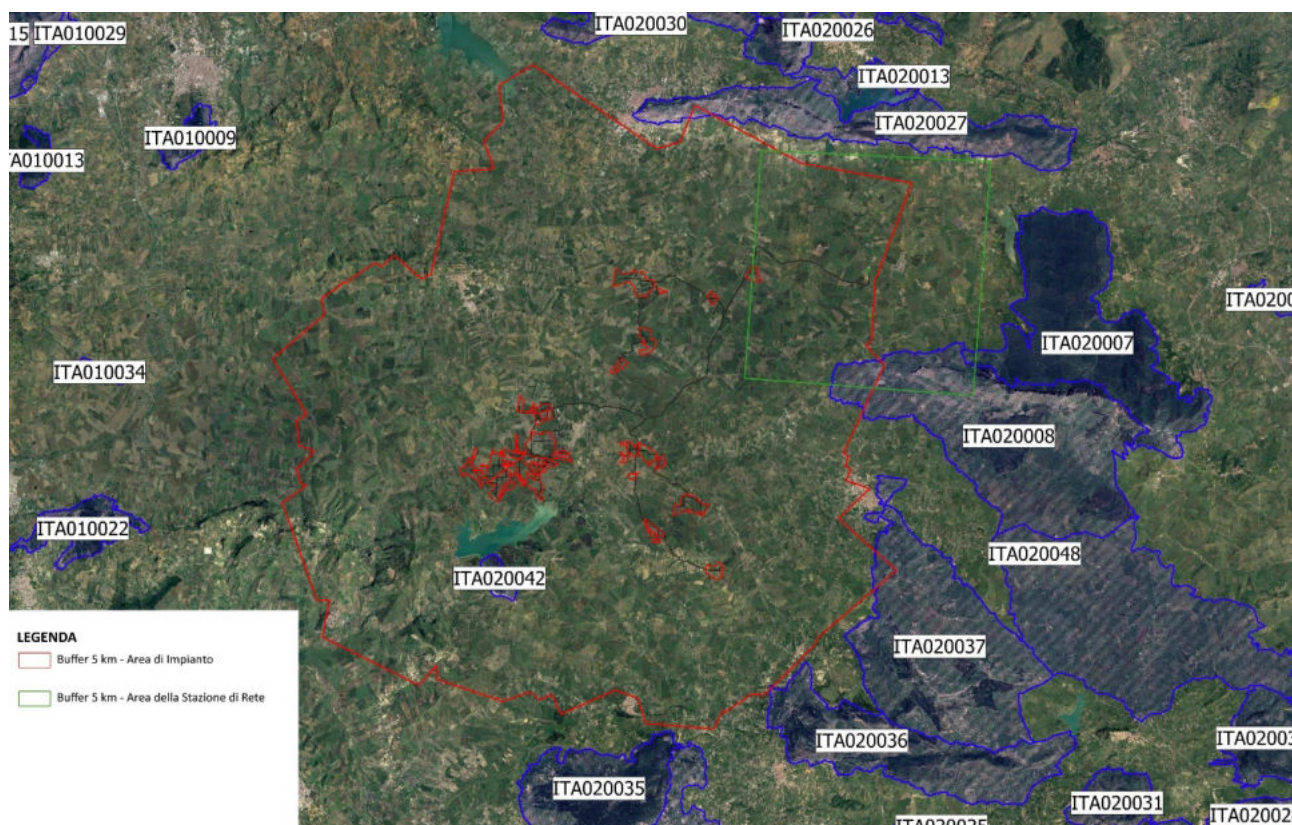 15 ITA010029
ITA020030
ITA020026
ITA020013
ITA020027
ITA010009
TA010013
ITA0200
ITA020007
ITA010034
ITA020008
ITA010022
ITA020048
ITA020042
ITA020037
ITA020036
ITA02003
ITA020035
ITA020031
ITA02002
LEGENDA
Buffer 5 km - Area di Impianto
Buffer 5 km - Area della Stazione di Rete